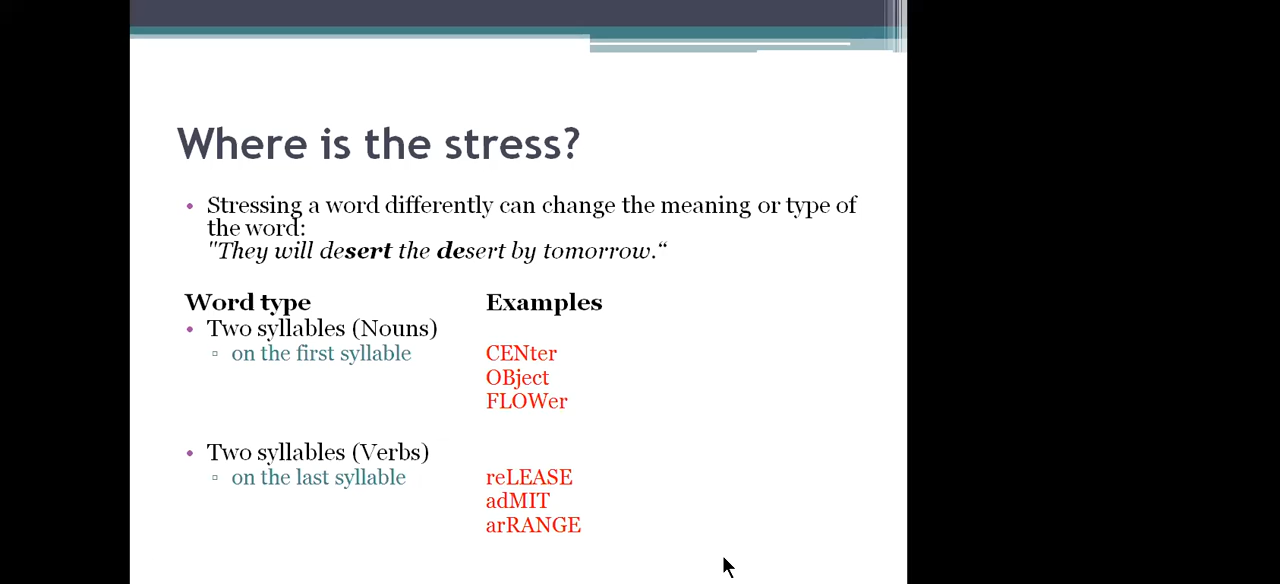 Where is the stress?
• Stressing a word differently can change the meaning or type of
the word:
"They will desert the desert by tomorrow.“
Word type Examples
• Two syllables (Nouns)
▫ on the first syllable CENter
OBject
FLOWer
• Two syllables (Verbs)
▫ on the last syllable reLEASE
adMIT
arRANGE